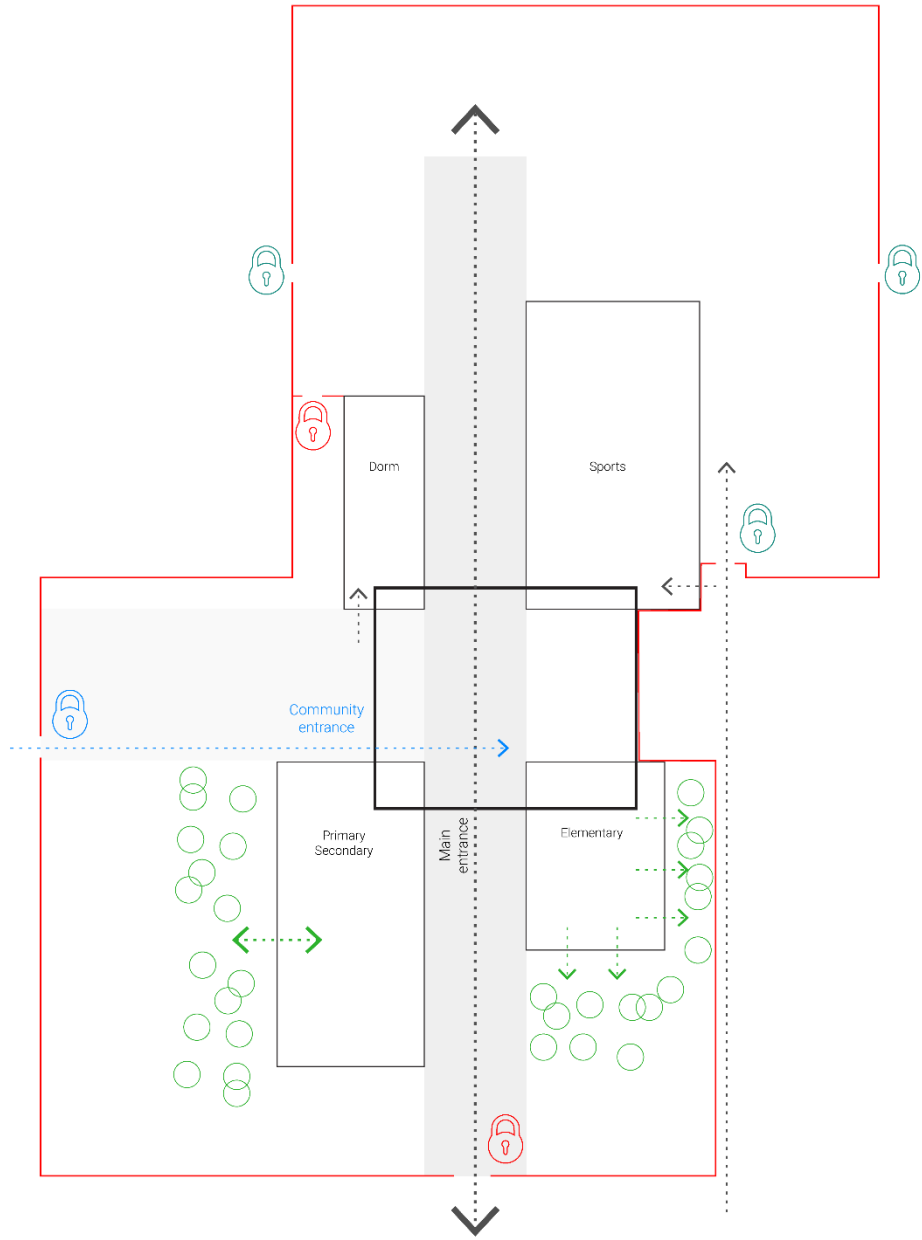 Dorm
Sports
Community
entrance
Primary
Secondary
Main
entrance
Elementary